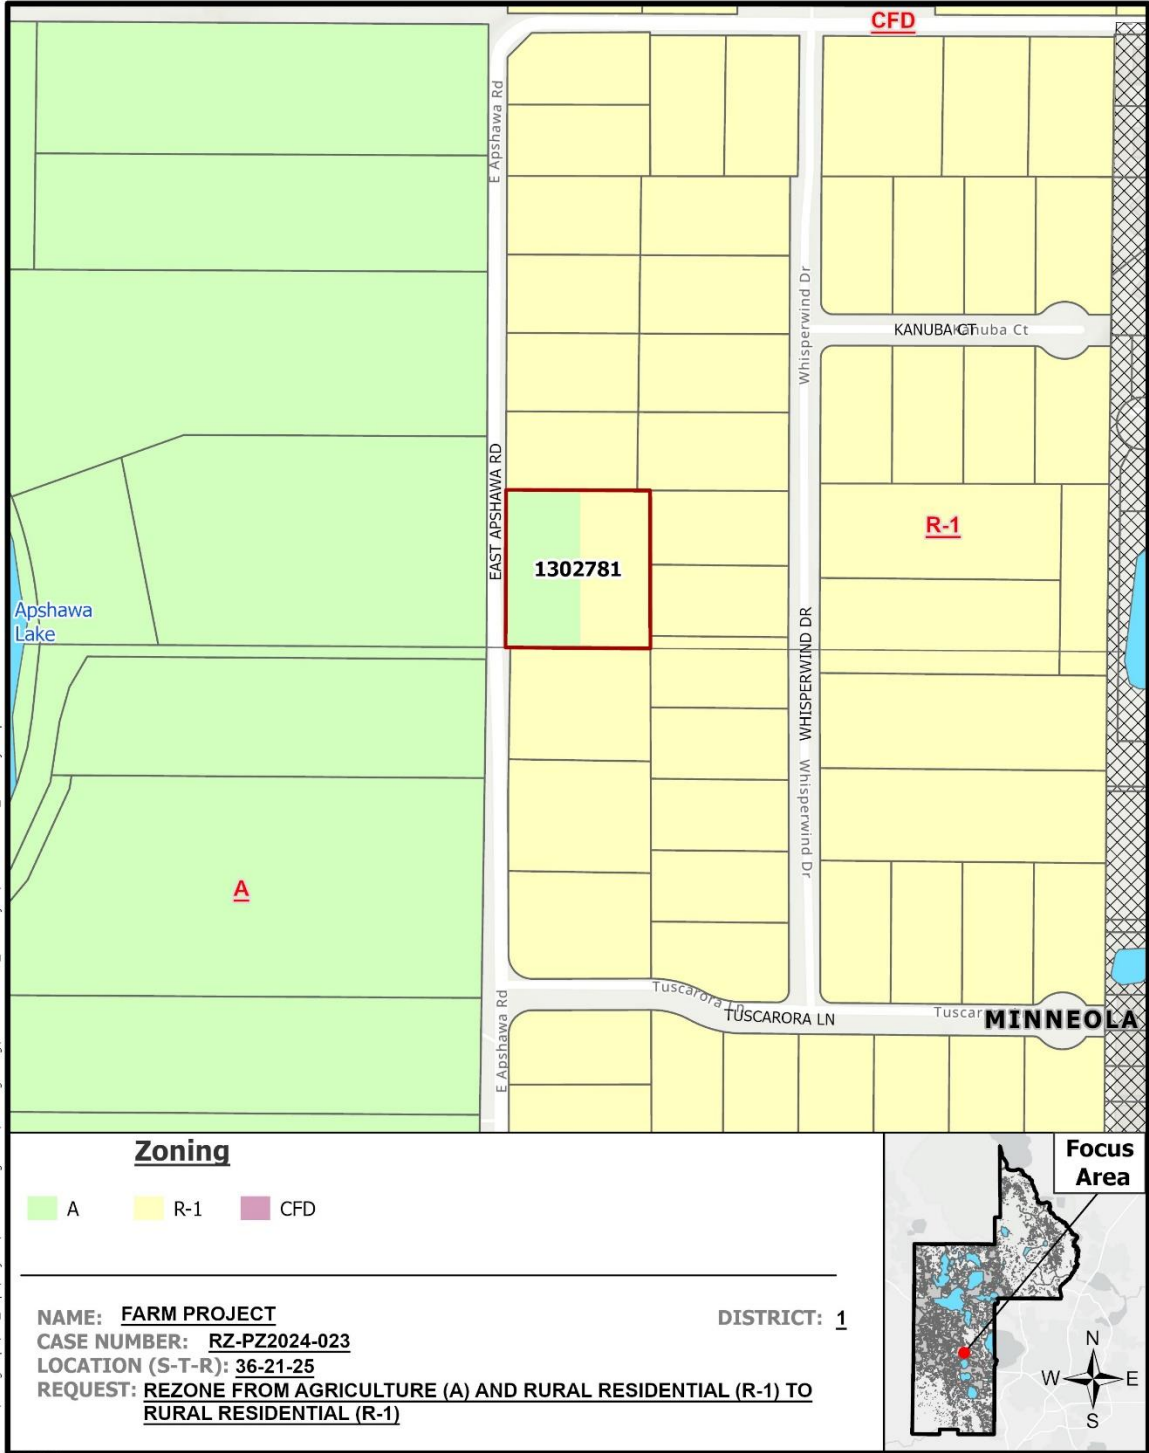 CFD
E Apshawa Rd
Whisperwind Dr
KANUBA CT
Kanuba Ct
EAST APSHAWA RD
R-1
1302781
Apshawa
Lake
WHISPERWIND DR
Whisperwind Dr
A
E Apshawa Rd
Tuscarora Ln
TUSCARORA LN
MINNEOLA
Zoning
A
R-1
CFD
Focus
Area
NAME: FARM PROJECT
DISTRICT: 1
CASE NUMBER: RZ-PZ2024-023
LOCATION (S-T-R): 36-21-25
REQUEST: REZONE FROM AGRICULTURE (A) AND RURAL RESIDENTIAL (R-1) TO
RURAL RESIDENTIAL (R-1)
N
W E
S